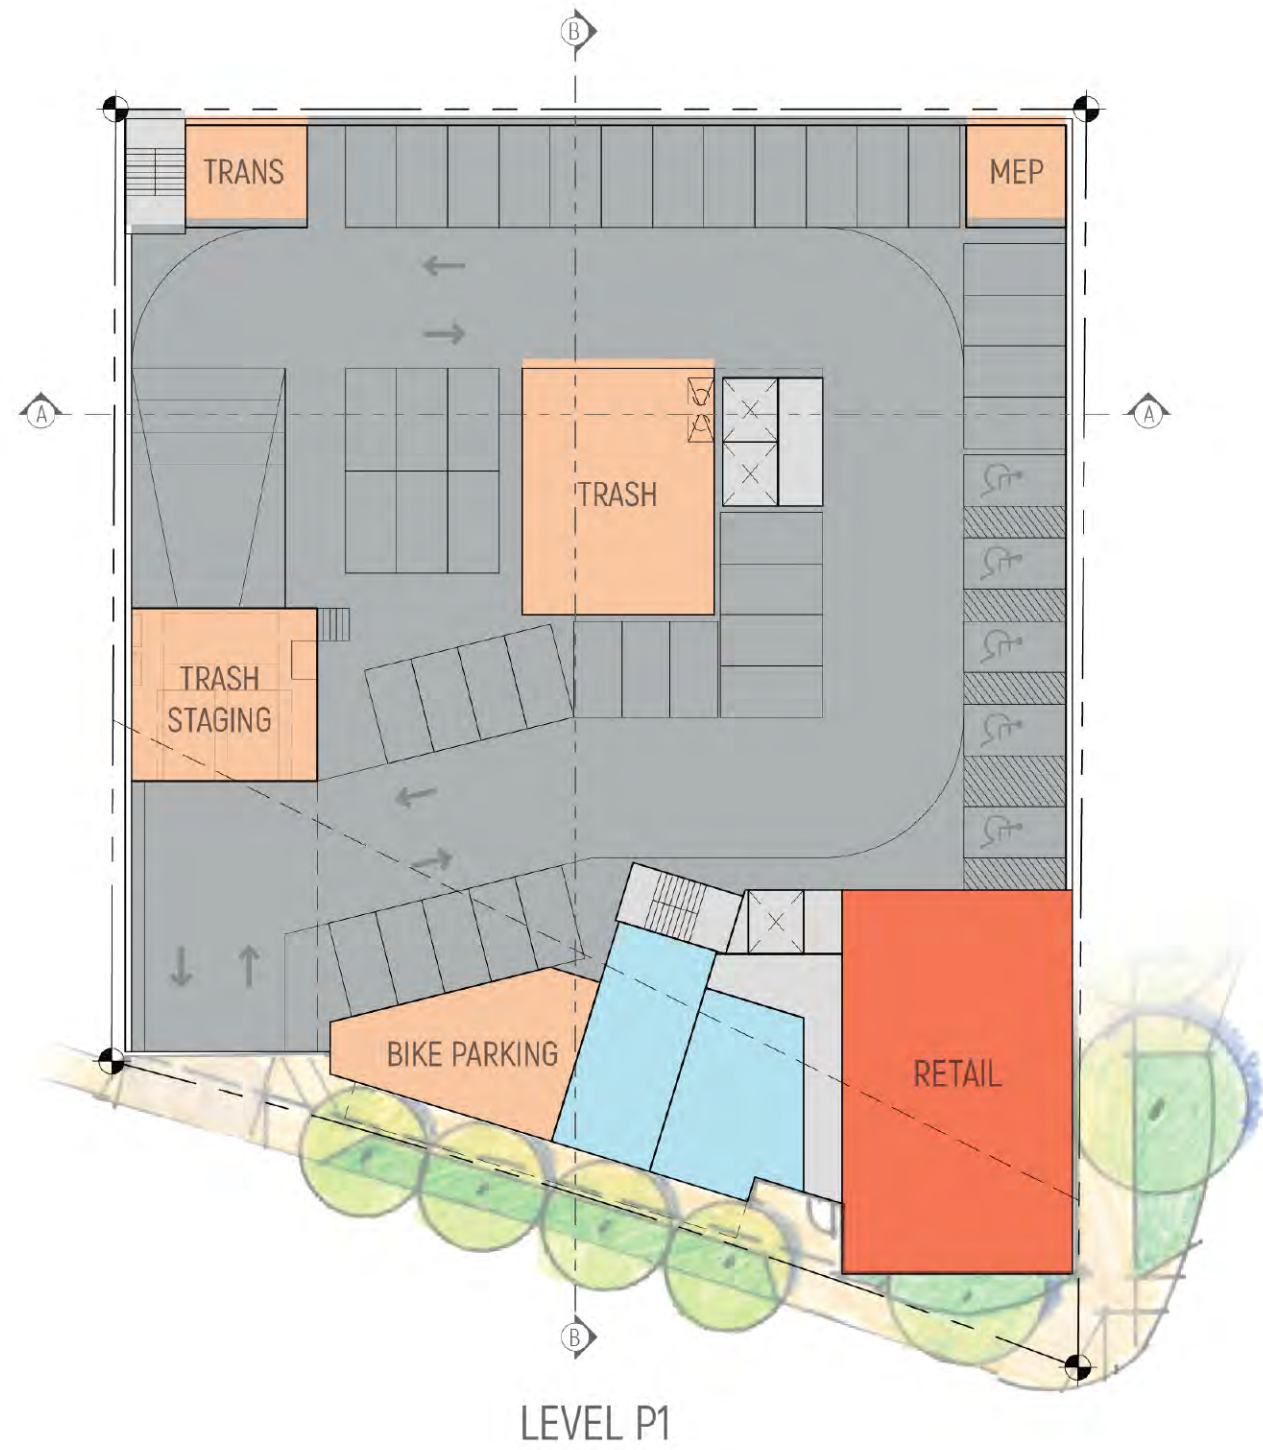 B
TRANS
MEP
A
A
TRASH
TRASH
STAGING
BIKE PARKING
RETAIL
B
LEVEL P1